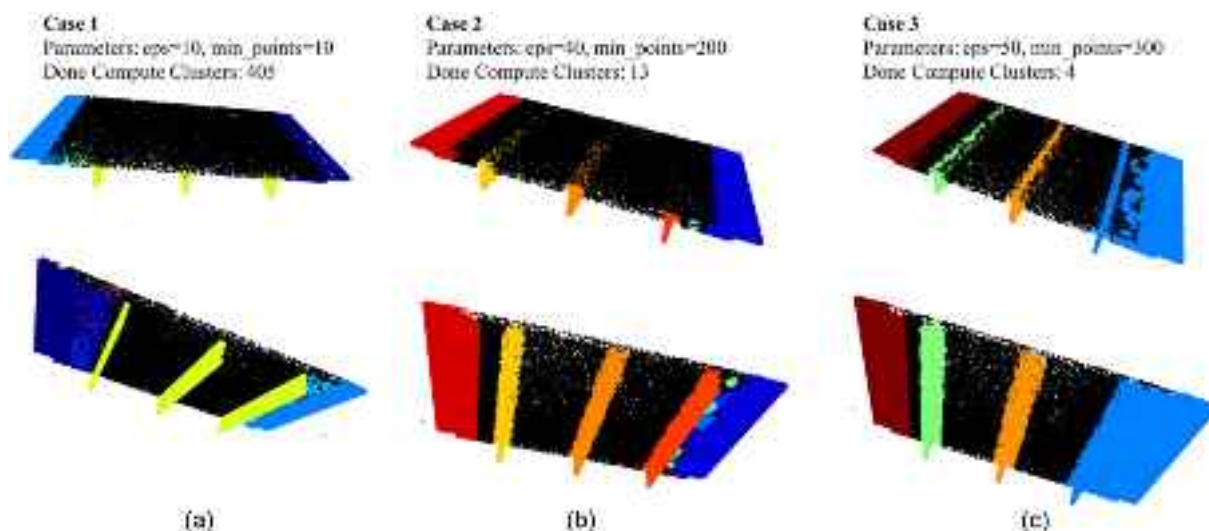 Case 1
Parameters: eps=10, min_points=10
Done Compute Clusters: 405
Case 2
Parameters: eps=40, min_points=200
Done Compute Clusters: 13
Case 3
Parameters: eps=50, min_points=300
Done Compute Clusters: 4
(a)
(b)
(c)